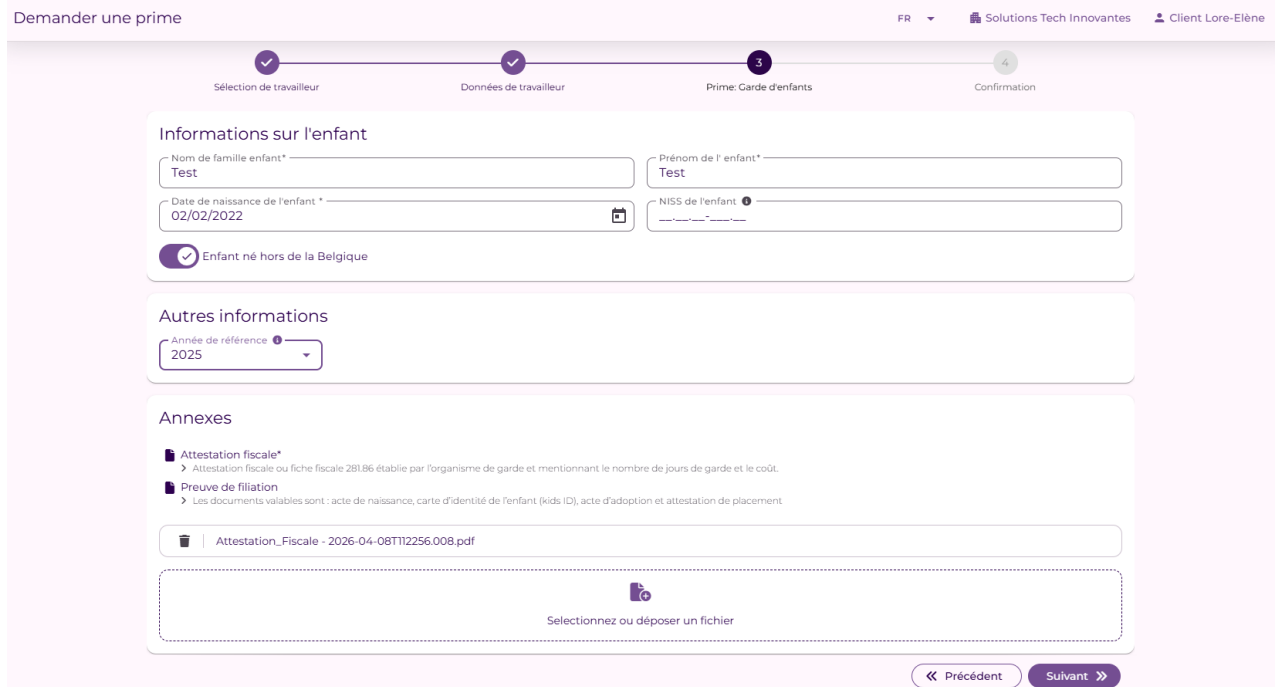 Demander une prime
FR
Solutions Tech Innovantes
Client Lore-Elène
3
4
Sélection de travailleur
Données de travailleur
Prime: Garde d'enfants
Confirmation
Informations sur l'enfant
Nom de famille enfant*
Test
Prénom de l' enfant*
Test
Date de naissance de l'enfant *
02/02/2022
NISS de l'enfant
__.__.__-___.__
Enfant né hors de la Belgique
Autres informations
Année de référence
2025
Annexes
Attestation fiscale*
Attestation fiscale ou fiche fiscale 281.86 établie par l'organisme de garde et mentionnant le nombre de jours de garde et le coût.
Preuve de filiation
Les documents valables sont : acte de naissance, carte d'identité de l'enfant (kids ID), acte d'adoption et attestation de placement
Attestation_Fiscale - 2026-04-08T112256.008.pdf
Selectionnez ou déposer un fichier
Précédent
Suivant